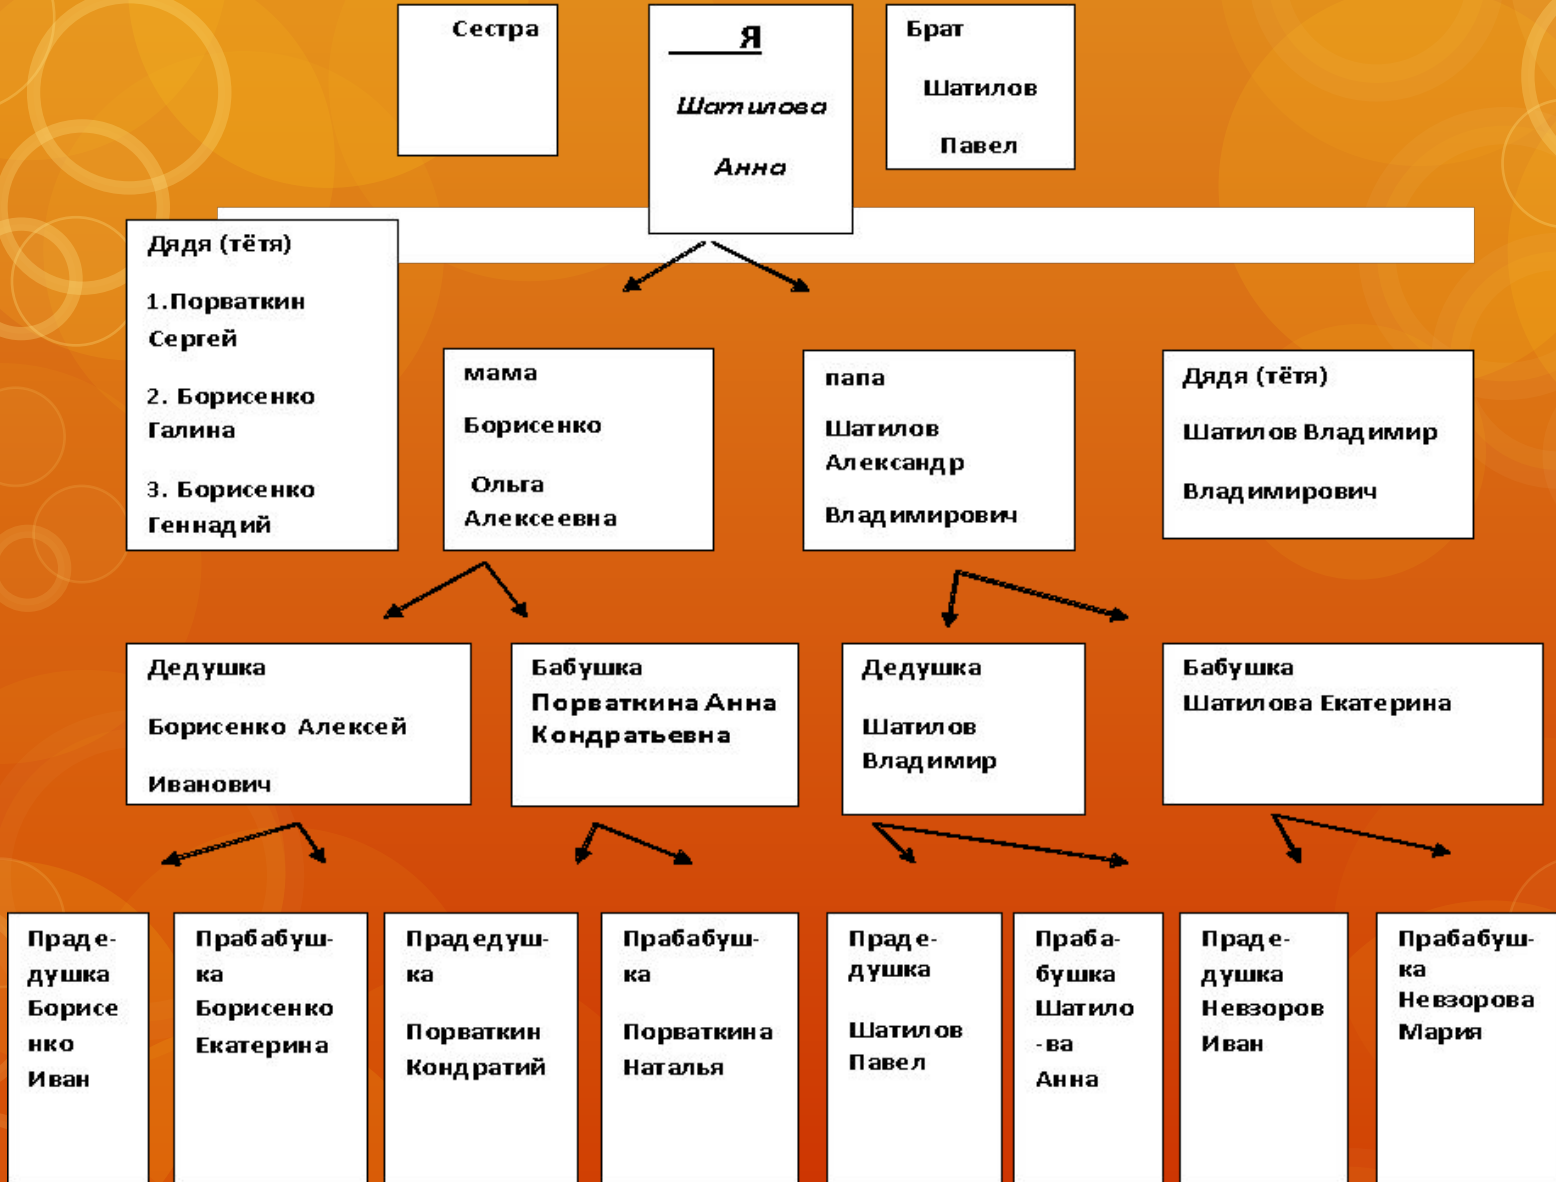 Сестра
Я
Шатилова
Анна
Брат
Шатилов
Павел
Дядя (тётя)
1.Порваткин
Сергей
2. Борисенко
Галина
3. Борисенко
Геннадий
мама
Борисенко
Ольга
Алексеевна
папа
Шатилов
Александр
Владимирович
Дядя (тётя)
Шатилов Владимир
Владимирович
Дедушка
Борисенко Алексей
Иванович
Бабушка
Порваткина Анна
Кондратьевна
Дедушка
Шатилов
Владимир
Бабушка
Шатилова Екатерина
Праде-
душка
Борисе
нко
Иван
Прабабуш-
ка
Борисенко
Екатерина
Прадедуш-
ка
Порваткин
Кондратий
Прабабуш-
ка
Порваткина
Наталья
Праде-
душка
Шатилов
Павел
Праба-
бушка
Шатило
-ва
Анна
Праде-
душка
Невзоров
Иван
Прабабуш-
ка
Невзорова
Мария